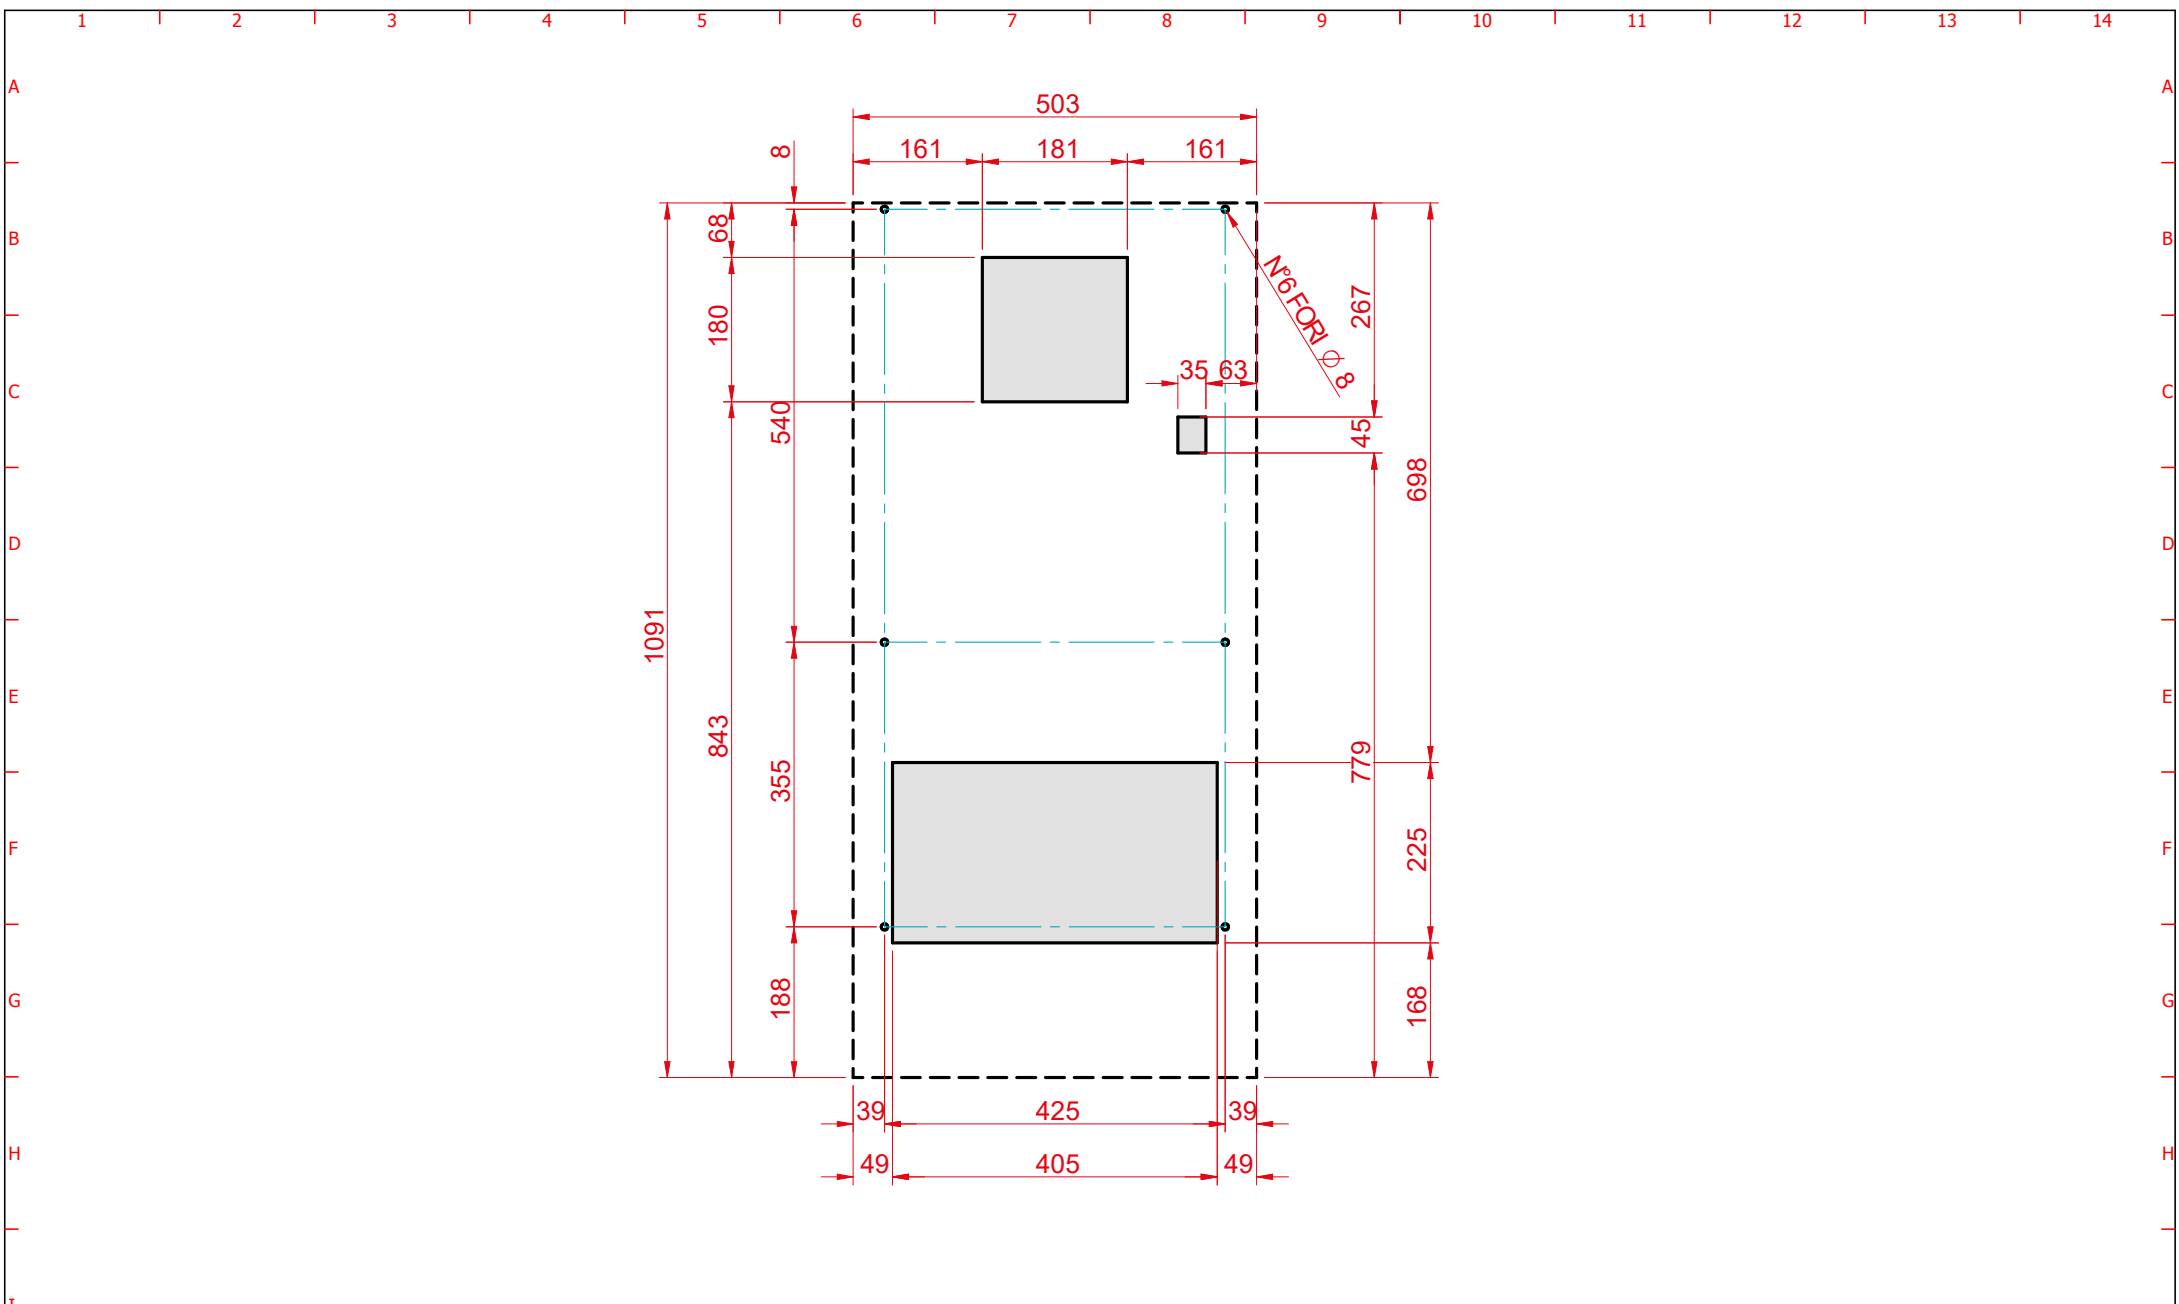 1 2 3 4 5 6 7 8 9 10 11 12 13 14
A A
503
161 181 161
8
68
B B
N°6 FORI ∅ 8
267
180
35 63
C C
540
45
698
D D
1091
E E
843
779
355
F F
225
188
G G
168
39 425 39
H H
49 405 49
I